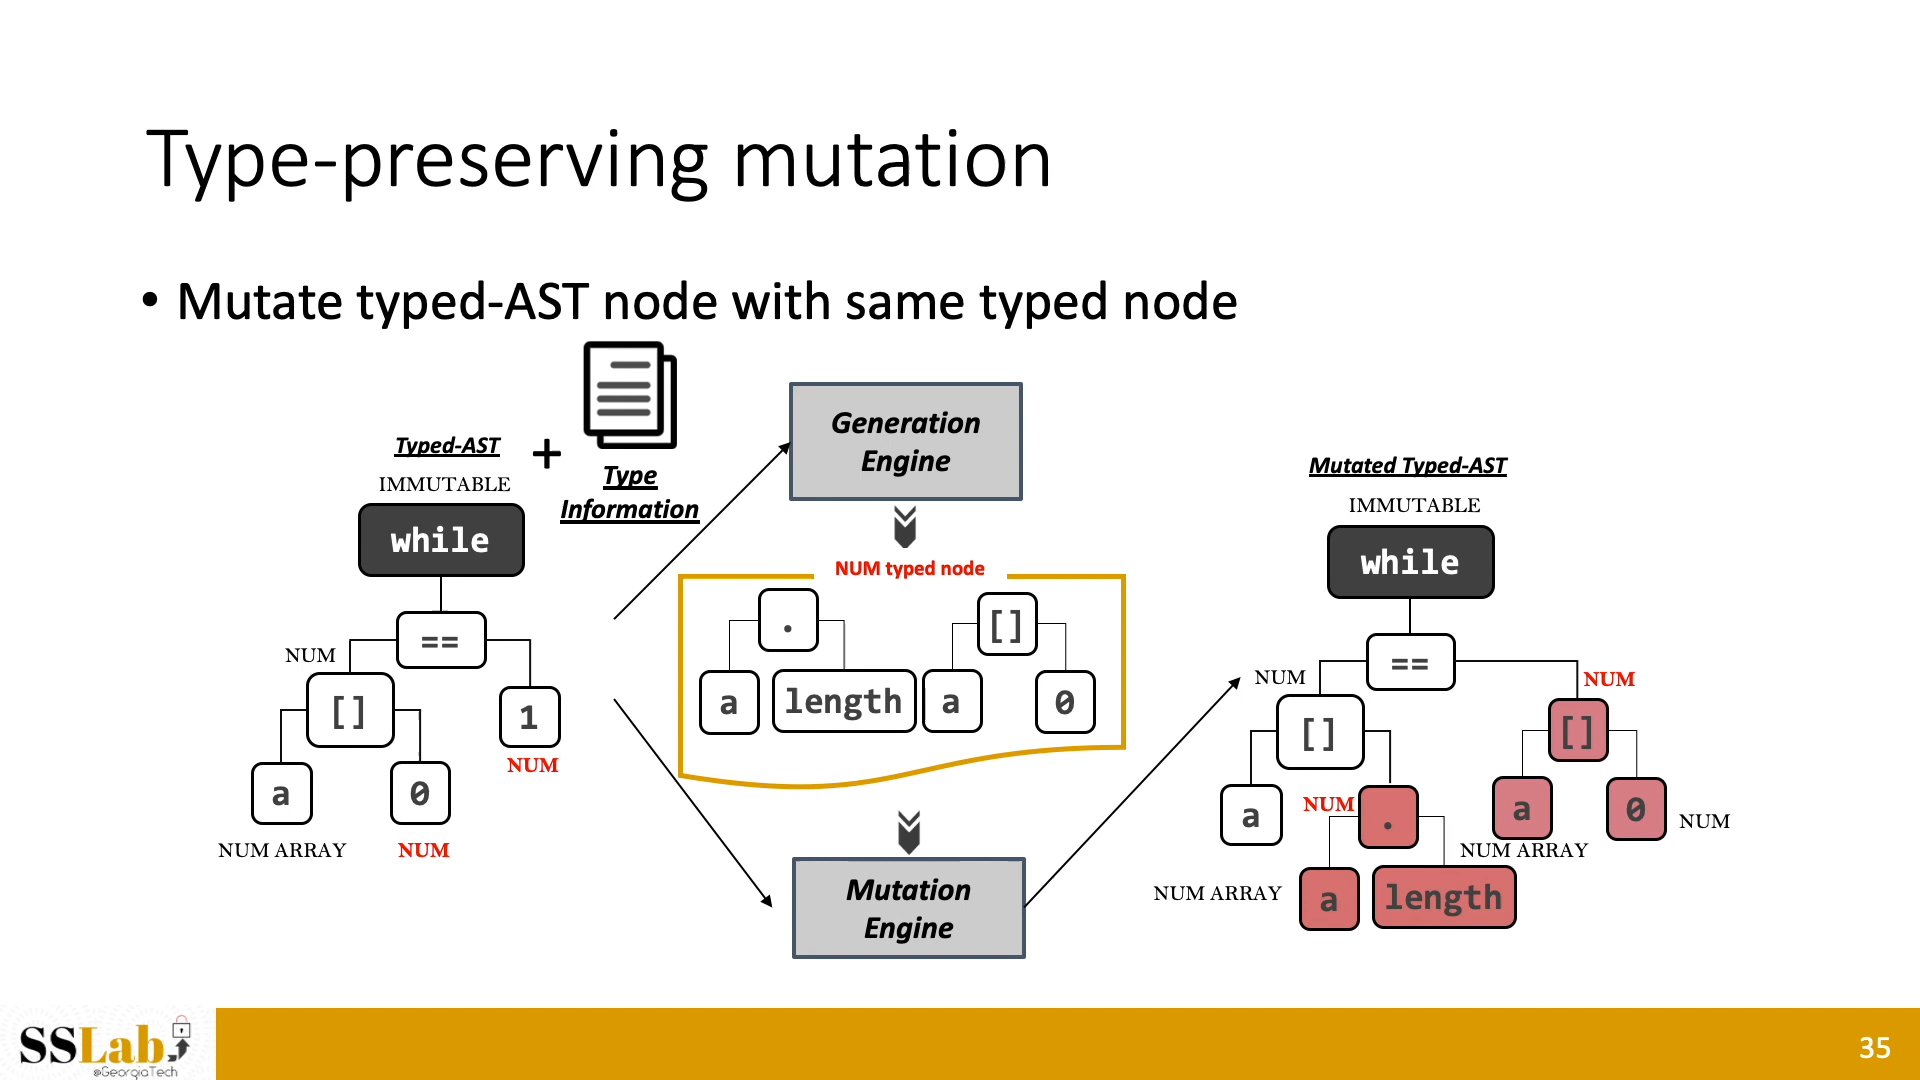 Type-preserving mutation
• Mutate typed-AST node with same typed node
Typed-AST
+
Type
Information
IMMUTABLE
while
==
NUM
[]
1
NUM
a
0
NUM ARRAY
NUM
Generation
Engine
NUM typed node
.
a
length
[]
a
0
Mutation
Engine
Mutated Typed-AST
IMMUTABLE
while
==
NUM
NUM
[]
[]
a
NUM
.
a
0
NUM
NUM ARRAY
NUM ARRAY
a
length
SSLab
@GeorgiaTech
35